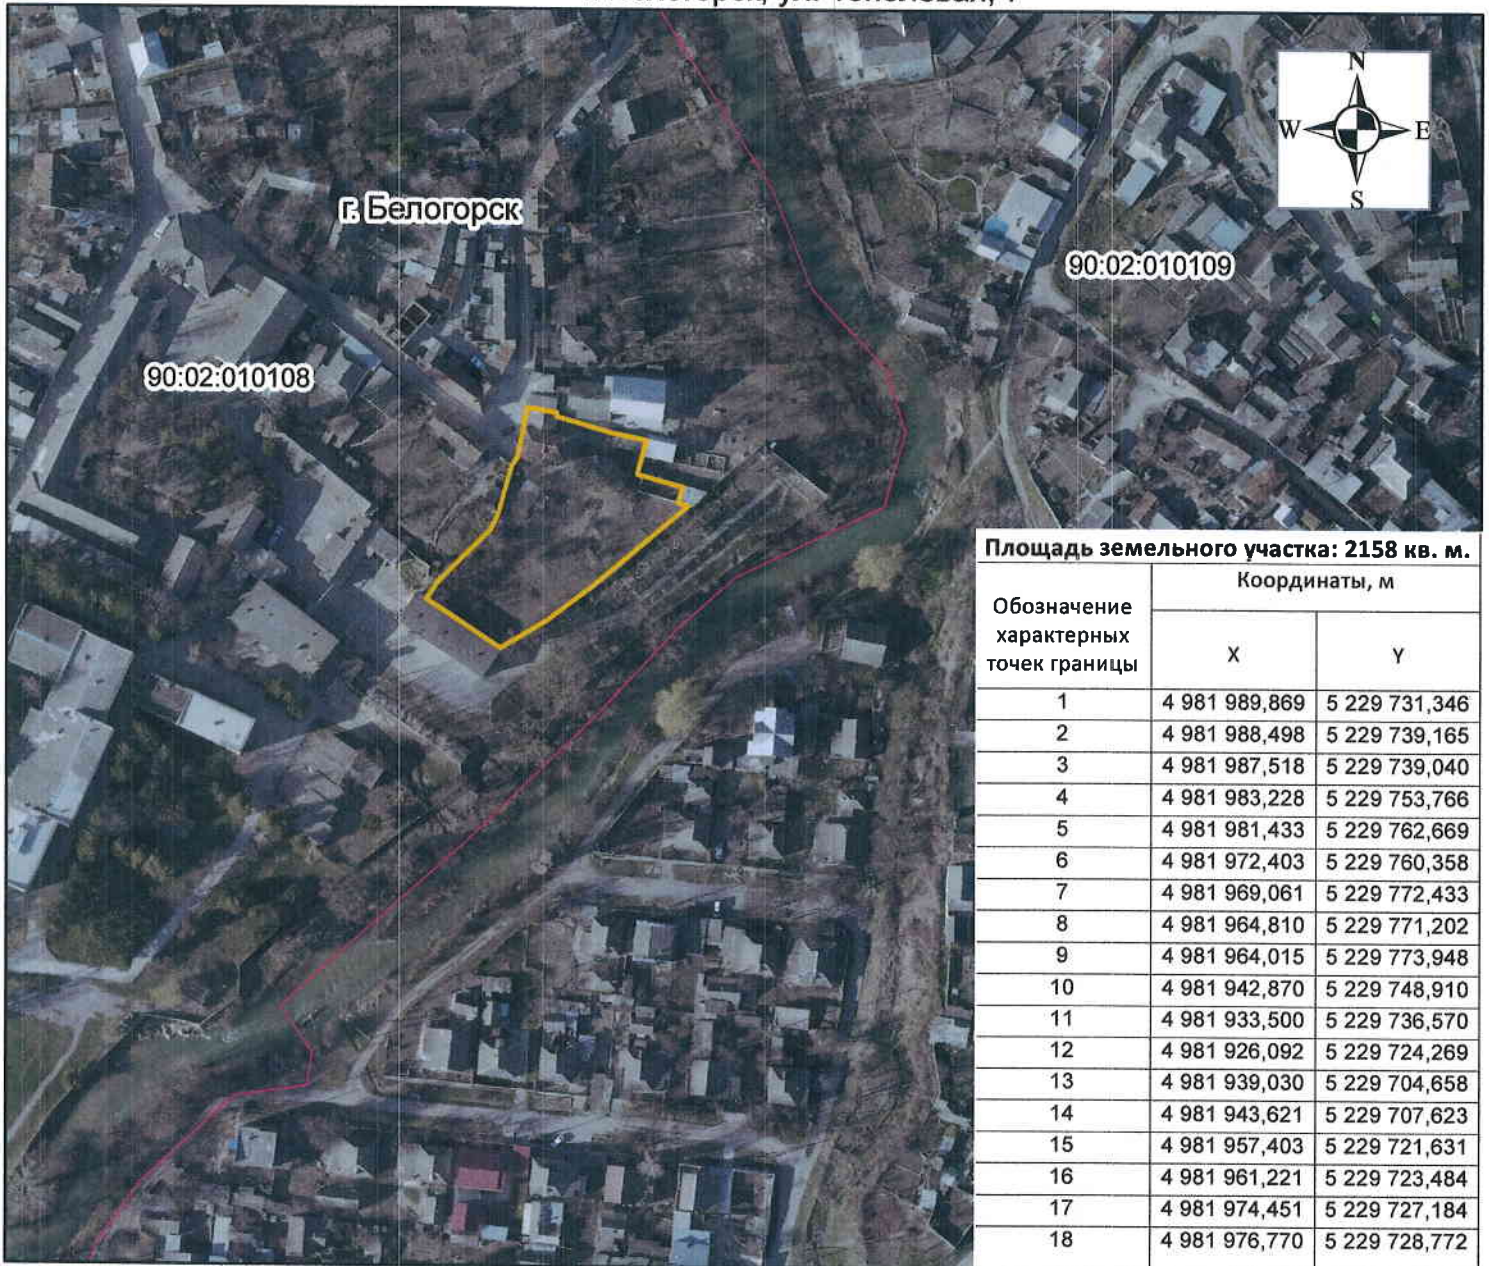 N
W E
S
г. Белогорск
90:02:010109
90:02:010108
Площадь земельного участка: 2158 кв. м.
Обозначение характерных точек границы
Координаты, м
X Y
1 4 981 989,869 5 229 731,346
2 4 981 988,498 5 229 739,165
3 4 981 987,518 5 229 739,040
4 4 981 983,228 5 229 753,766
5 4 981 981,433 5 229 762,669
6 4 981 972,403 5 229 760,358
7 4 981 969,061 5 229 772,433
8 4 981 964,810 5 229 771,202
9 4 981 964,015 5 229 773,948
10 4 981 942,870 5 229 748,910
11 4 981 933,500 5 229 736,570
12 4 981 926,092 5 229 724,269
13 4 981 939,030 5 229 704,658
14 4 981 943,621 5 229 707,623
15 4 981 957,403 5 229 721,631
16 4 981 961,221 5 229 723,484
17 4 981 974,451 5 229 727,184
18 4 981 976,770 5 229 728,772